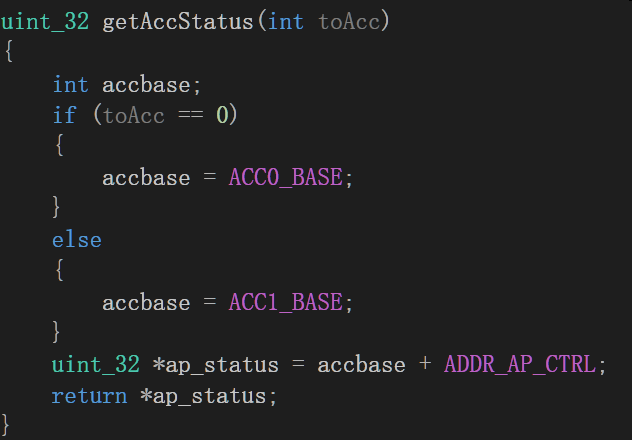 uint_32 getAccStatus(int toAcc)
{
    int accbase;
    if (toAcc == 0)
    {
        accbase = ACC0_BASE;
    }
    else
    {
        accbase = ACC1_BASE;
    }
    uint_32 *ap_status = accbase + ADDR_AP_CTRL;
    return *ap_status;
}